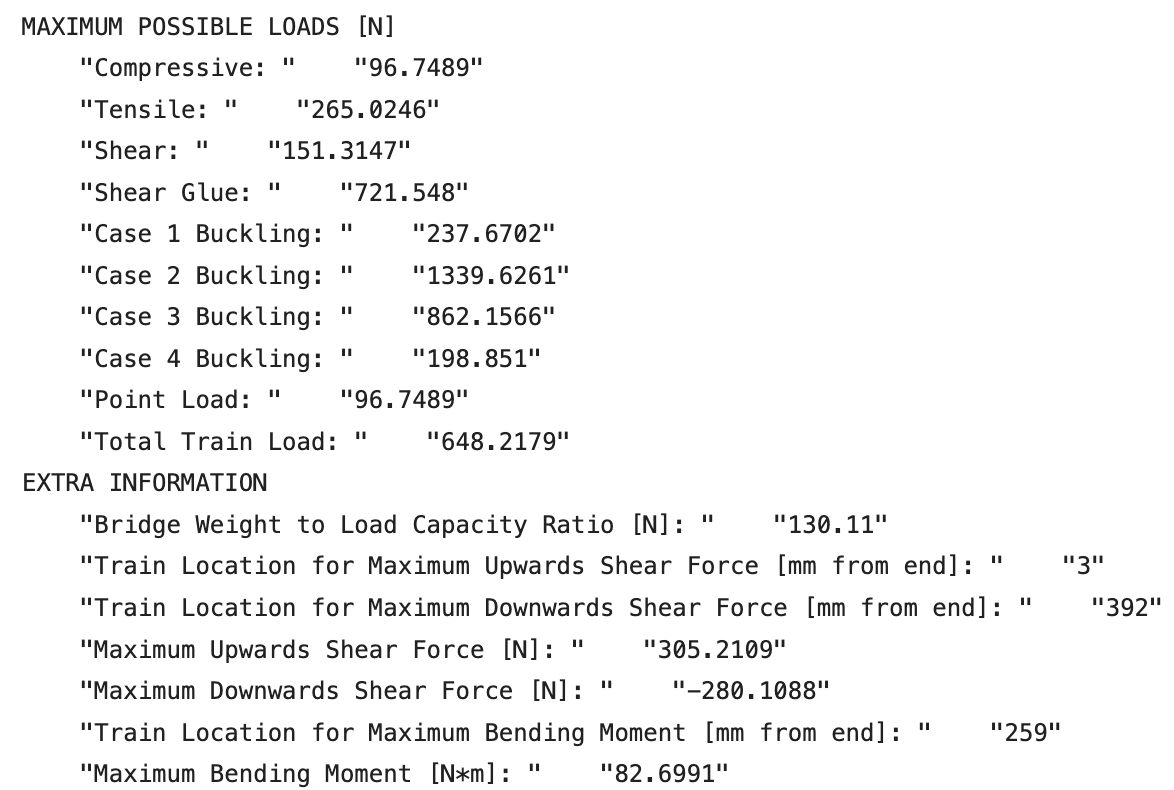 MAXIMUM POSSIBLE LOADS [N]
"Compressive: " "96.7489"
"Tensile: " "265.0246"
"Shear: " "151.3147"
"Shear Glue: " "721.548"
"Case 1 Buckling: " "237.6702"
"Case 2 Buckling: " "1339.6261"
"Case 3 Buckling: " "862.1566"
"Case 4 Buckling: " "198.851"
"Point Load: " "96.7489"
"Total Train Load: " "648.2179"
EXTRA INFORMATION
"Bridge Weight to Load Capacity Ratio [N]: " "130.11"
"Train Location for Maximum Upwards Shear Force [mm from end]: " "3"
"Train Location for Maximum Downwards Shear Force [mm from end]: " "392"
"Maximum Upwards Shear Force [N]: " "305.2109"
"Maximum Downwards Shear Force [N]: " "-280.1088"
"Train Location for Maximum Bending Moment [mm from end]: " "259"
"Maximum Bending Moment [N*m]: " "82.6991"